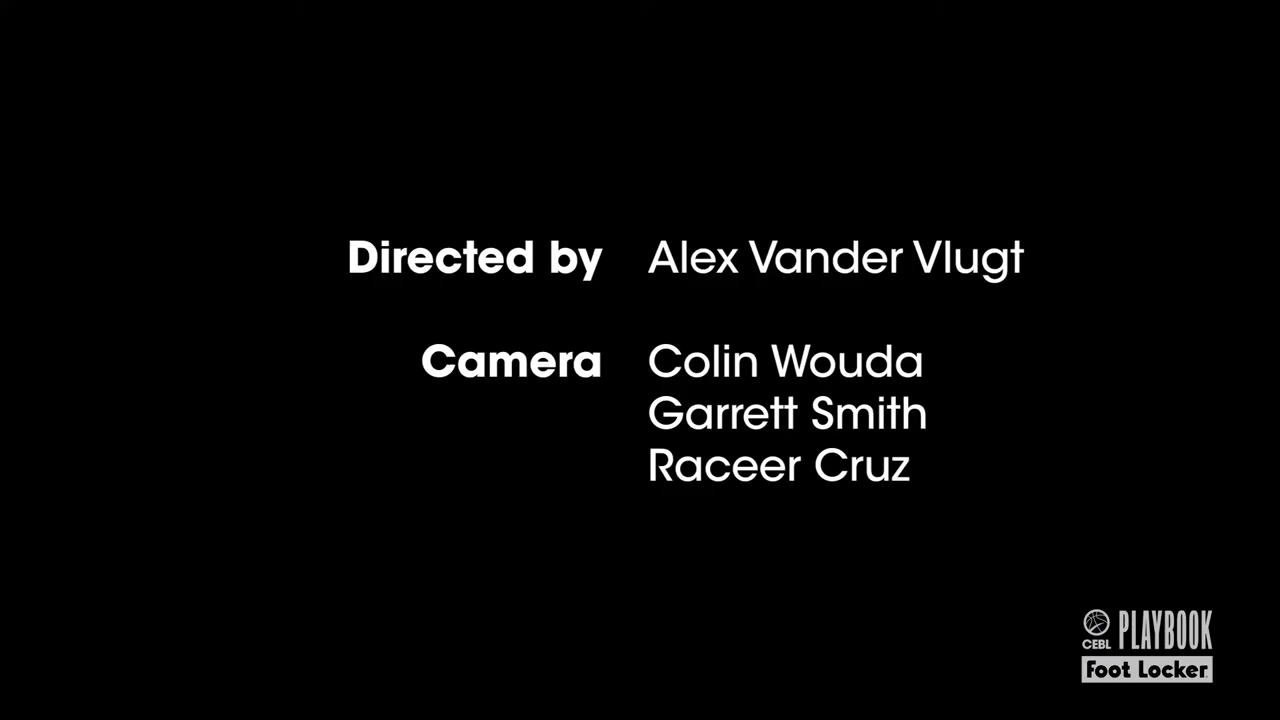 Directed by Alex Vander Vlugt
Camera Colin Wouda
Garrett Smith
Raceer Cruz
CEBL PLAYBOOK
Foot Locker